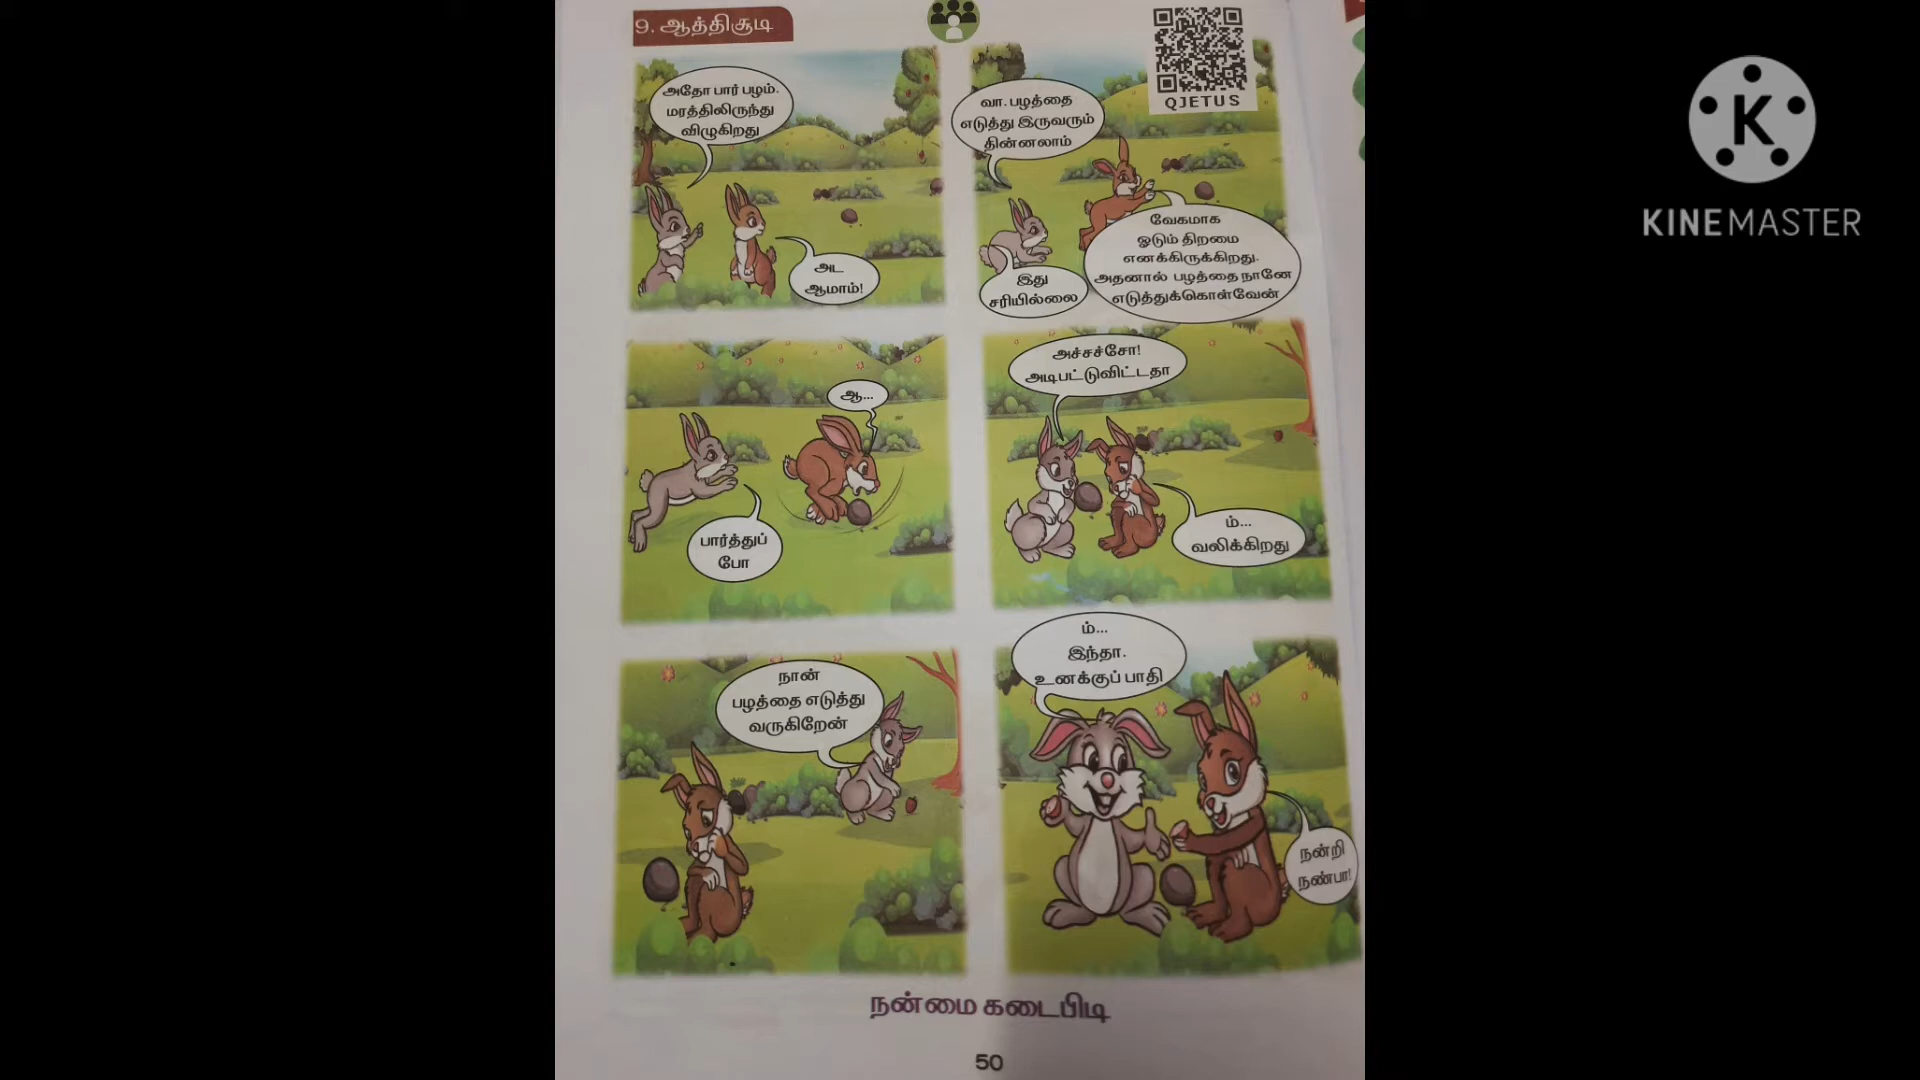 9. ஆத்திசூடி
QJETUS
அதோ பார் பழம்.
மரத்திலிருந்து
விழுகிறது
அட
ஆமாம்!
வா. பழத்தை
எடுத்து இருவரும்
தின்னலாம்
வேகமாக
ஓடும் திறமை
எனக்கிருக்கிறது.
அதனால் பழத்தை நானே
எடுத்துக்கொள்வேன்
இது
சரியில்லை
ஆ...
பார்த்துப்
போ
அச்சச்சோ!
அடிபட்டுவிட்டதா
ம்...
வலிக்கிறது
நான்
பழத்தை எடுத்து
வருகிறேன்
ம்...
இந்தா.
உனக்குப் பாதி
நன்றி
நண்பா!
நன்மை கடைபிடி
50
K
KINEMASTER